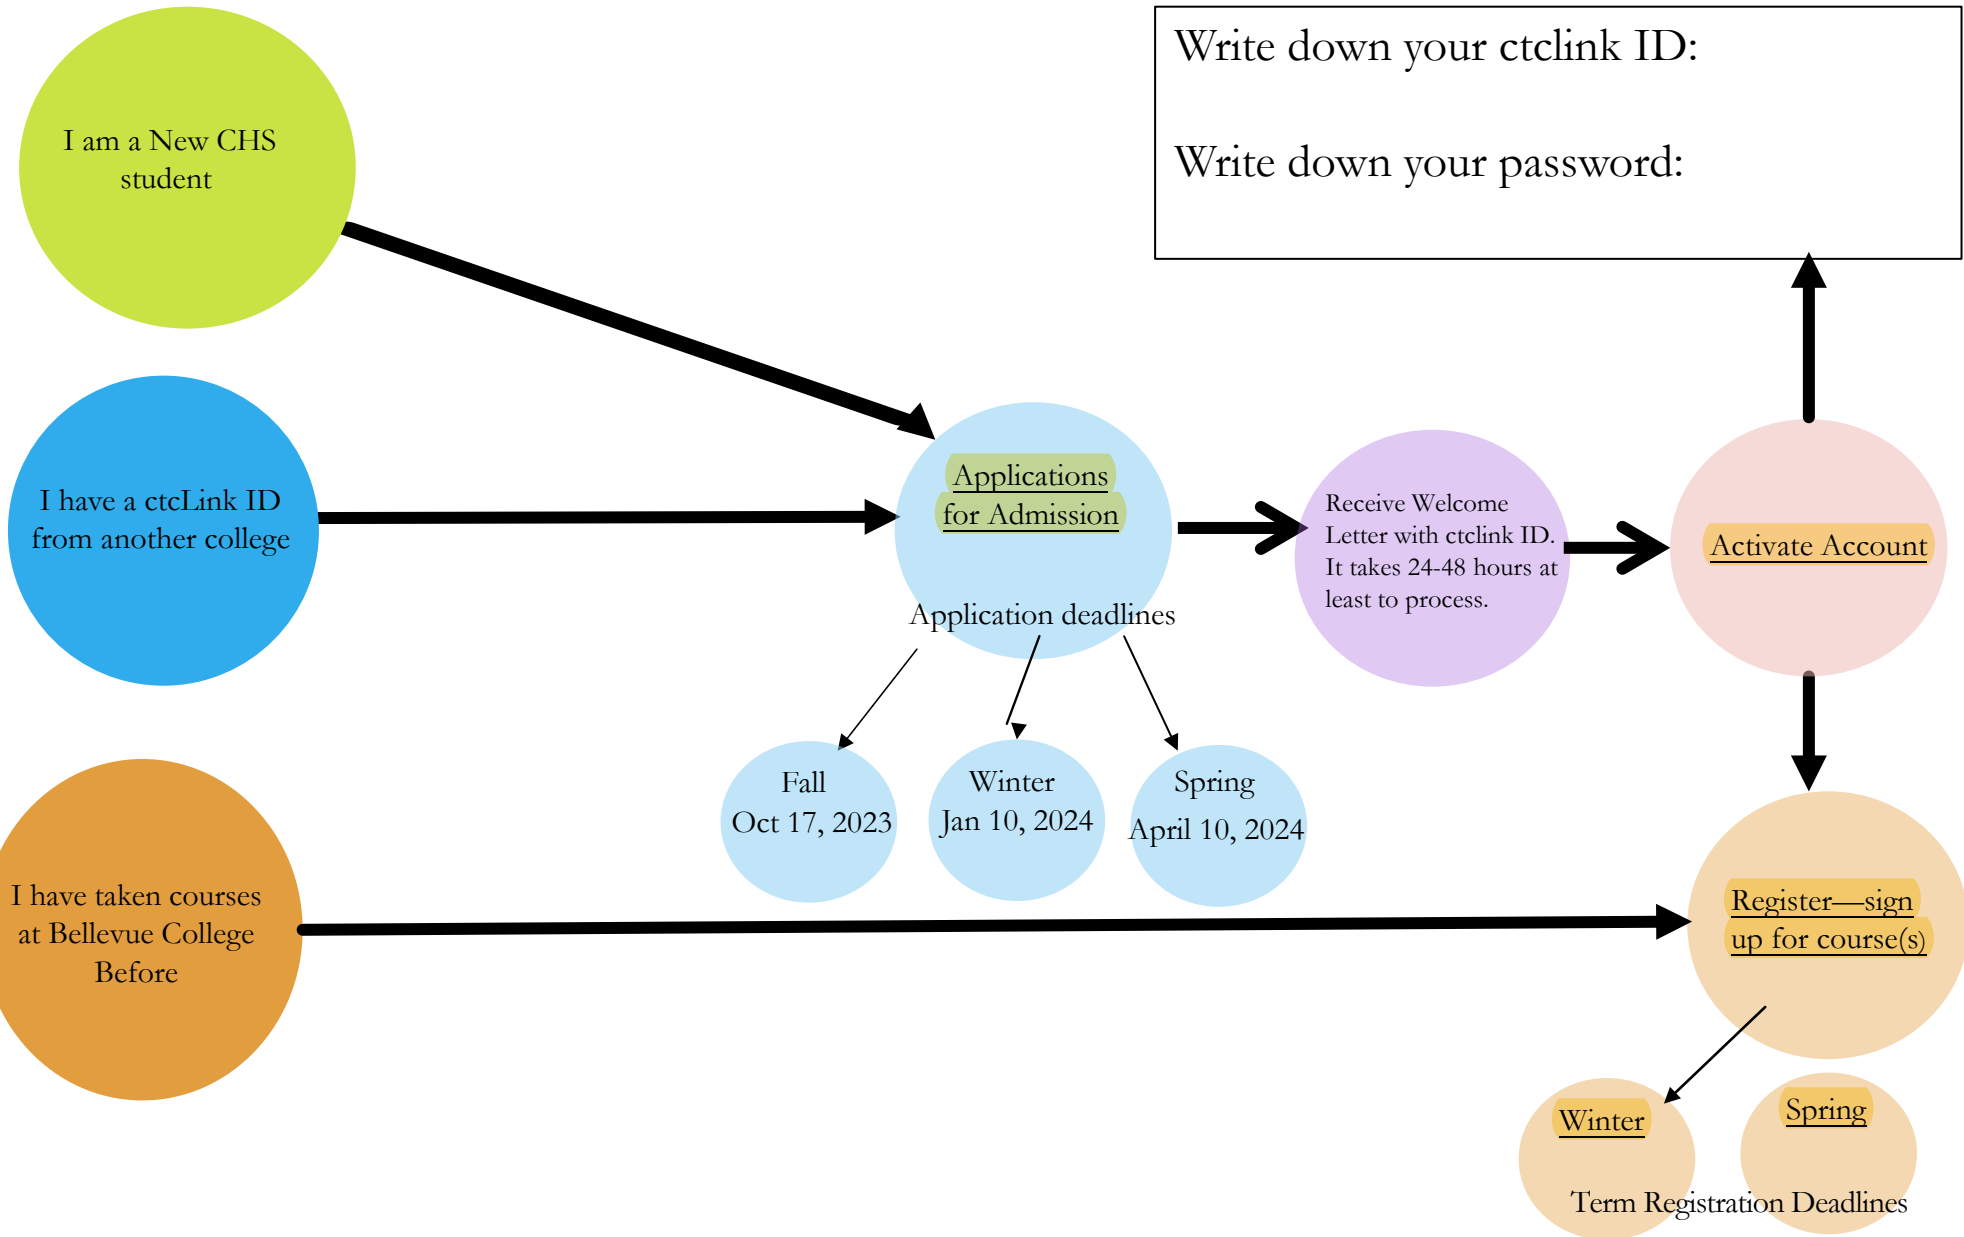 Write down your ctclink ID:
Write down your password:
I am a New CHS
student
I have a ctcLink ID
from another college
Applications
for Admission
Receive Welcome
Letter with ctclink ID.
It takes 24-48 hours at
least to process.
Activate Account
Application deadlines
Fall
Oct 17, 2023
Winter
Jan 10, 2024
Spring
April 10, 2024
I have taken courses
at Bellevue College
Before
Register—sign
up for course(s)
Winter
Spring
Term Registration Deadlines